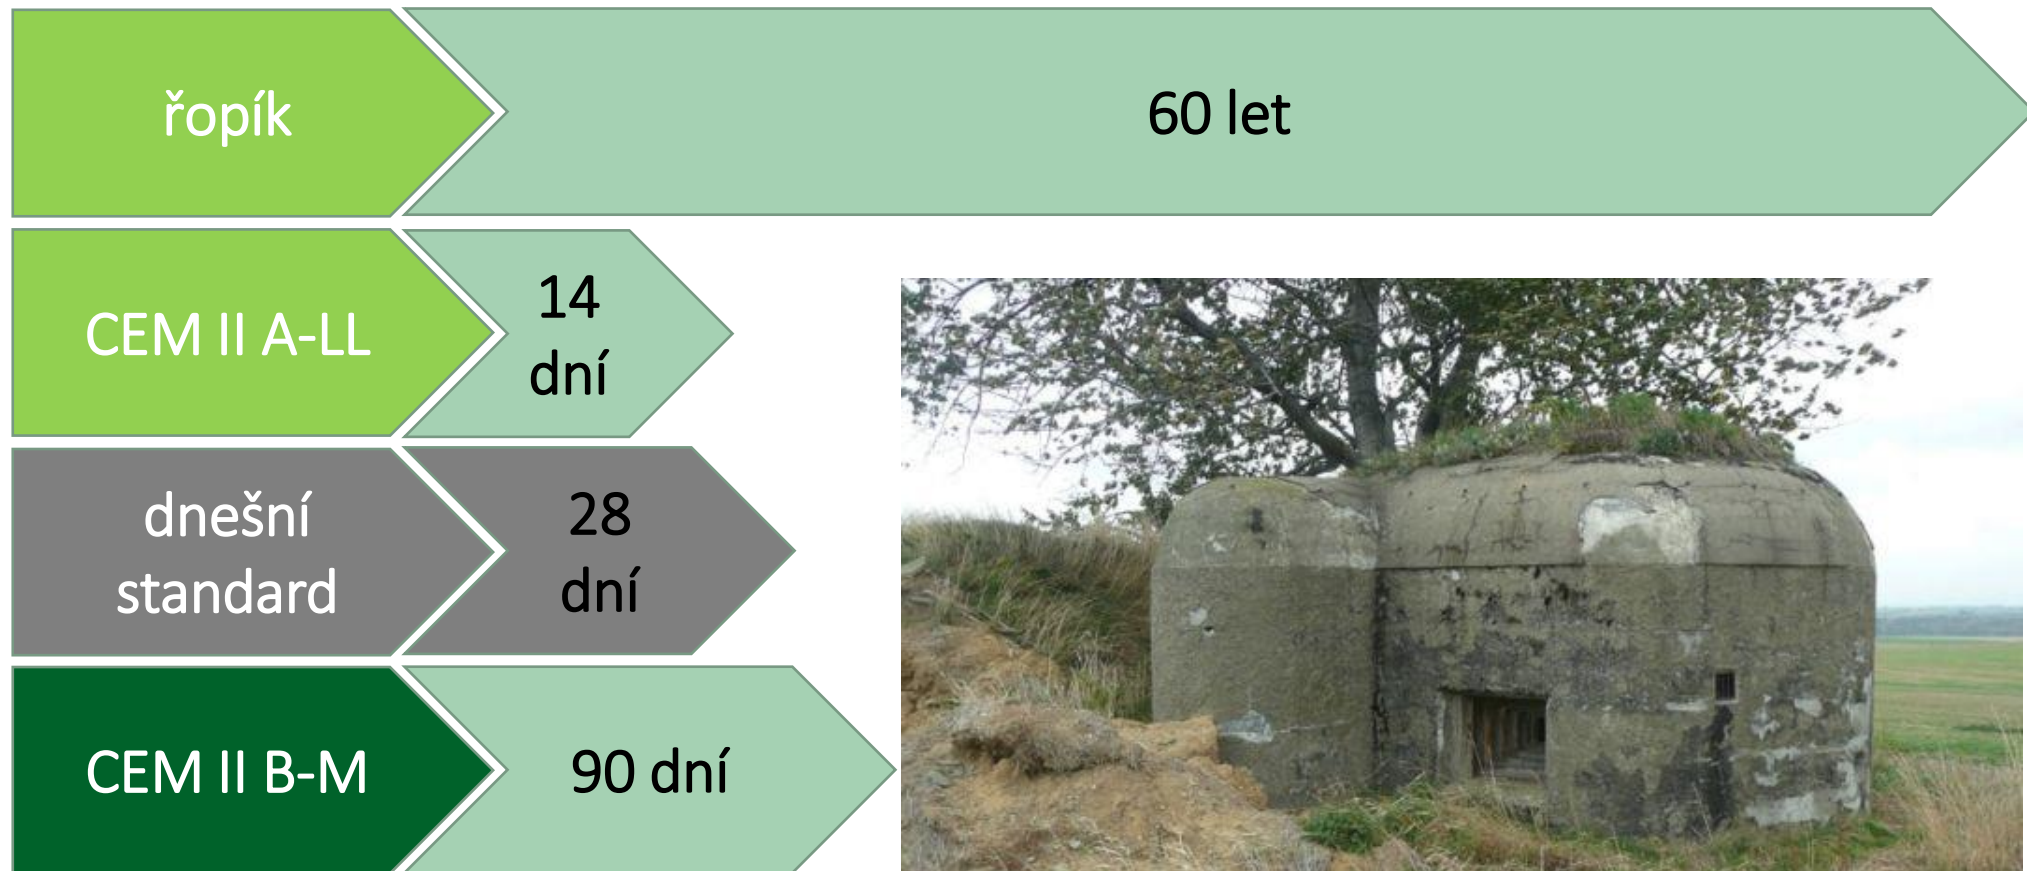 řopík
60 let
CEM II A-LL
14
dní
dnešní
standard
28
dní
CEM II B-M
90 dní